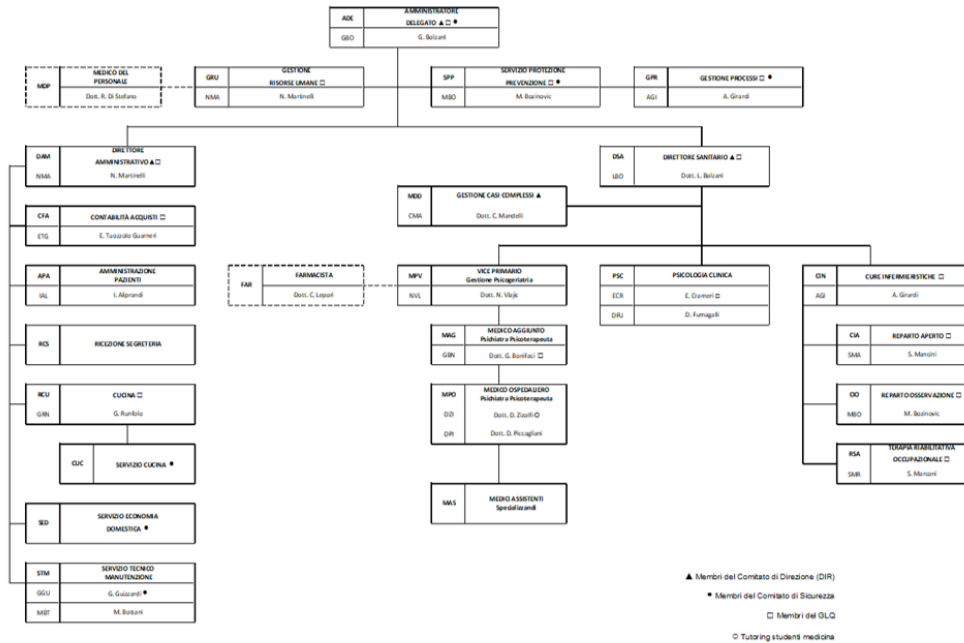 ADE AMMINISTRATORE
DELEGATO ▲ □ ●
GBO G. Bolzani
MDP MEDICO DEL
PERSONALE
Dott. R. Di Stefano
GRU GESTIONE
RISORSE UMANE □
NMA N. Martinelli
SPP SERVIZIO PROTEZIONE
PREVENZIONE □ ●
MBO M. Bozinovic
GPR GESTIONE PROCESSI □ ●
AGI A. Girardi
DAM DIRETTORE
AMMINISTRATIVO ▲ □
NMA N. Martinelli
DSA DIRETTORE SANITARIO ▲ □
LBO Dott. L. Bolzani
MDD GESTIONE CASI COMPLESSI ▲
CMA Dott. C. Mandelli
CFA CONTABILITÀ ACQUISTI □
ETG E. Tuozzolo Guarneri
APA AMMINISTRAZIONE
PAZIENTI
IAL I. Aliprandi
FAR FARMACISTA
Dott. C. Lepori
MPV VICE PRIMARIO
Gestione Psicogeriatria
NVL Dott. N. Vlajic
PSC PSICOLOGIA CLINICA
ECR E. Crameri □
DFU D. Fumagalli
CIN CURE INFERMIERISTICHE □
AGI A. Girardi
RCS RICEZIONE SEGRETERIA
MAG MEDICO AGGIUNTO
Psichiatra Psicoterapeuta
GBN Dott. G. Bonifaci □
CIA REPARTO APERTO □
SMA S. Mancini
RCU CUCINA □
GRN G. Runfola
MPO MEDICO OSPEDALIERO
Psichiatra Psicoterapeuta
DZI Dott. D. Zizolfi ○
DPI Dott. D. Piccagliani
CIO REPARTO OSSERVAZIONE □
MBO M. Bozinovic
CUC SERVIZIO CUCINA ●
RSA TERAPIA RIABILITATIVA
OCCUPAZIONALE □
SMR S. Marconi
SED SERVIZIO ECONOMIA
DOMESTICA ●
MAS MEDICI ASSISTENTI
Specializzandi
STM SERVIZIO TECNICO
MANUTENZIONE
GGU G. Guizzardi ●
MBT M. Bottani
▲ Membri del Comitato di Direzione (DIR)
● Membri del Comitato di Sicurezza
□ Membri del GLQ
○ Tutoring studenti medicina